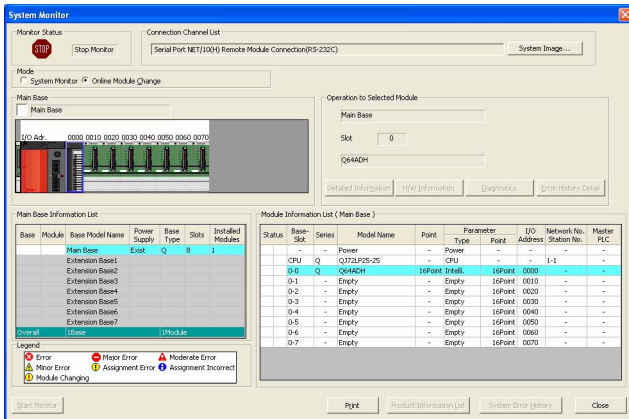 System Monitor
Monitor Status
STOP
Stop Monitor
Connection Channel List
Serial Port NET/10(H) Remote Module Connection(RS-232C)
System Image...
Mode
System Monitor Online Module Change
Main Base
Main Base
I/O Adr. 0000 0010 0020 0030 0040 0050 0060 0070
Operation to Selected Module
Main Base
Slot 0
Q64ADH
Detailed Information H/W Information Diagnostics Error History Detail
Main Base Information List
Base Module Base Model Name Power Supply Base Type Slots Installed Modules
Main Base Exist Q 8 1
Extension Base1
Extension Base2
Extension Base3
Extension Base4
Extension Base5
Extension Base6
Extension Base7
Overall 1Base 1Module
Module Information List ( Main Base )
Status Base-Slot Series Model Name Point Parameter Type Point I/O Address Network No. Station No. Master PLC
- - Power - Power - - - -
CPU Q QJ72LP25-25 - CPU - - 1-1 -
0-0 Q Q64ADH 16Point Intelli. 16Point 0000 - -
0-1 - Empty - Empty 16Point 0010 - -
0-2 - Empty - Empty 16Point 0020 - -
0-3 - Empty - Empty 16Point 0030 - -
0-4 - Empty - Empty 16Point 0040 - -
0-5 - Empty - Empty 16Point 0050 - -
0-6 - Empty - Empty 16Point 0060 - -
0-7 - Empty - Empty 16Point 0070 - -
Legend
Error Major Error Moderate Error
Minor Error Assignment Error Assignment Incorrect
Module Changing
Start Monitor Print Product Information List System Error History Close